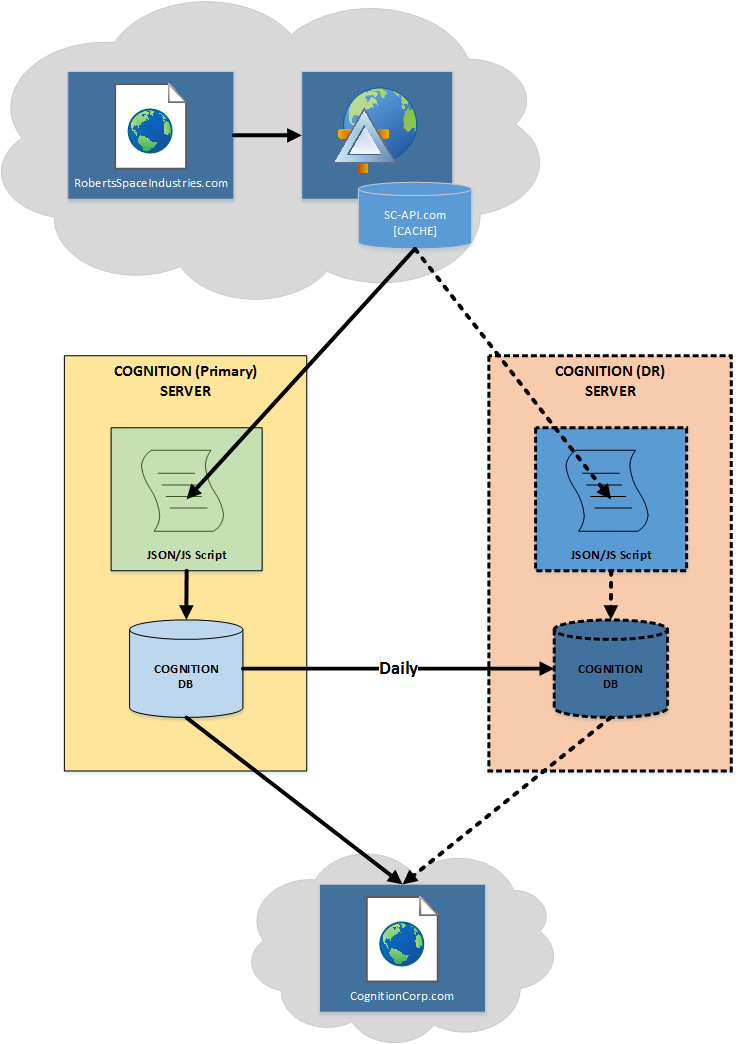 RobertsSpaceIndustries.com
SC-API.com
[CACHE]
COGNITION (Primary)
SERVER
JSON/JS Script
COGNITION
DB
Daily
COGNITION (DR)
SERVER
JSON/JS Script
COGNITION
DB
CognitionCorp.com